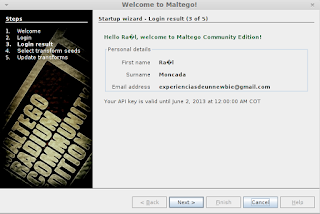 Welcome to Maltego!
Steps
1. Welcome
2. Login
3. Login result
4. Select transform seeds
5. Update transforms
Startup wizard - Login result (3 of 5)
Hello Ra�l, welcome to Maltego Community Edition!
Personal details
First name Ra�l
Surname Moncada
Email address experienciasdeunnewbie@gmail.com
Your API key is valid until June 2, 2013 at 12:00:00 AM COT
MALTEGO
RADIUM
COMMUNITY
EDITION
< Back Next > Finish Cancel Help